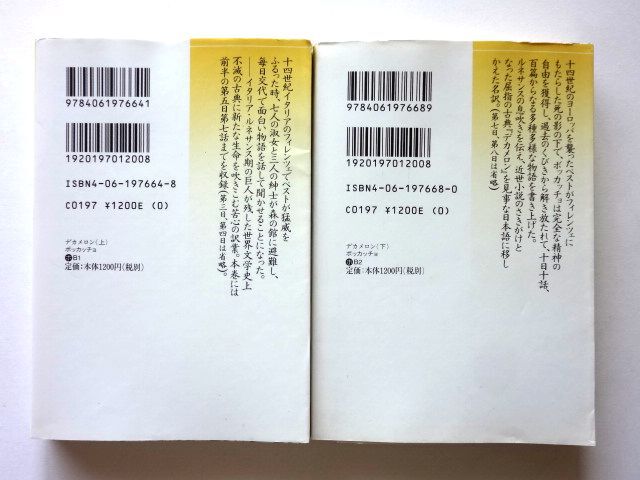 十四世紀イタリアのフィレンツェでペストが猛威を
ふるった時、七人の淑女と三人の紳士が森の館に避難し、
毎日交代で面白い物語を話して聞かせることになった。
――イタリア・ルネサンス期の巨人が残した世界文学史上
不滅の古典に新たな生命を吹きこむ苦心の訳業。本巻には
前半の第五日第七話までを収録(第三日、第四日は省略)。
9784061976641
1920197012008
ISBN4-06-197664-8
C0197 ¥1200E (0)
デカメロン(上)
ボッカッチョ
B1
定価:本体1200円(税別)
十四世紀のヨーロッパを襲ったペストがフィレンツェに
もたらした死の影の下で、ボッカッチョは完全な精神の
自由を獲得し、過去のくびきから解き放たれて、十日十話、
百篇からなる多種多様な物語を書き上げた。
ルネサンスの息吹きを伝え、近世小説のさきがけと
なった屈指の古典『デカメロン』を見事な日本語に移し
かえた名訳。(第七日、第八日は省略)
9784061976689
1920197012008
ISBN4-06-197668-0
C0197 ¥1200E (0)
デカメロン(下)
ボッカッチョ
B2
定価:本体1200円(税別)